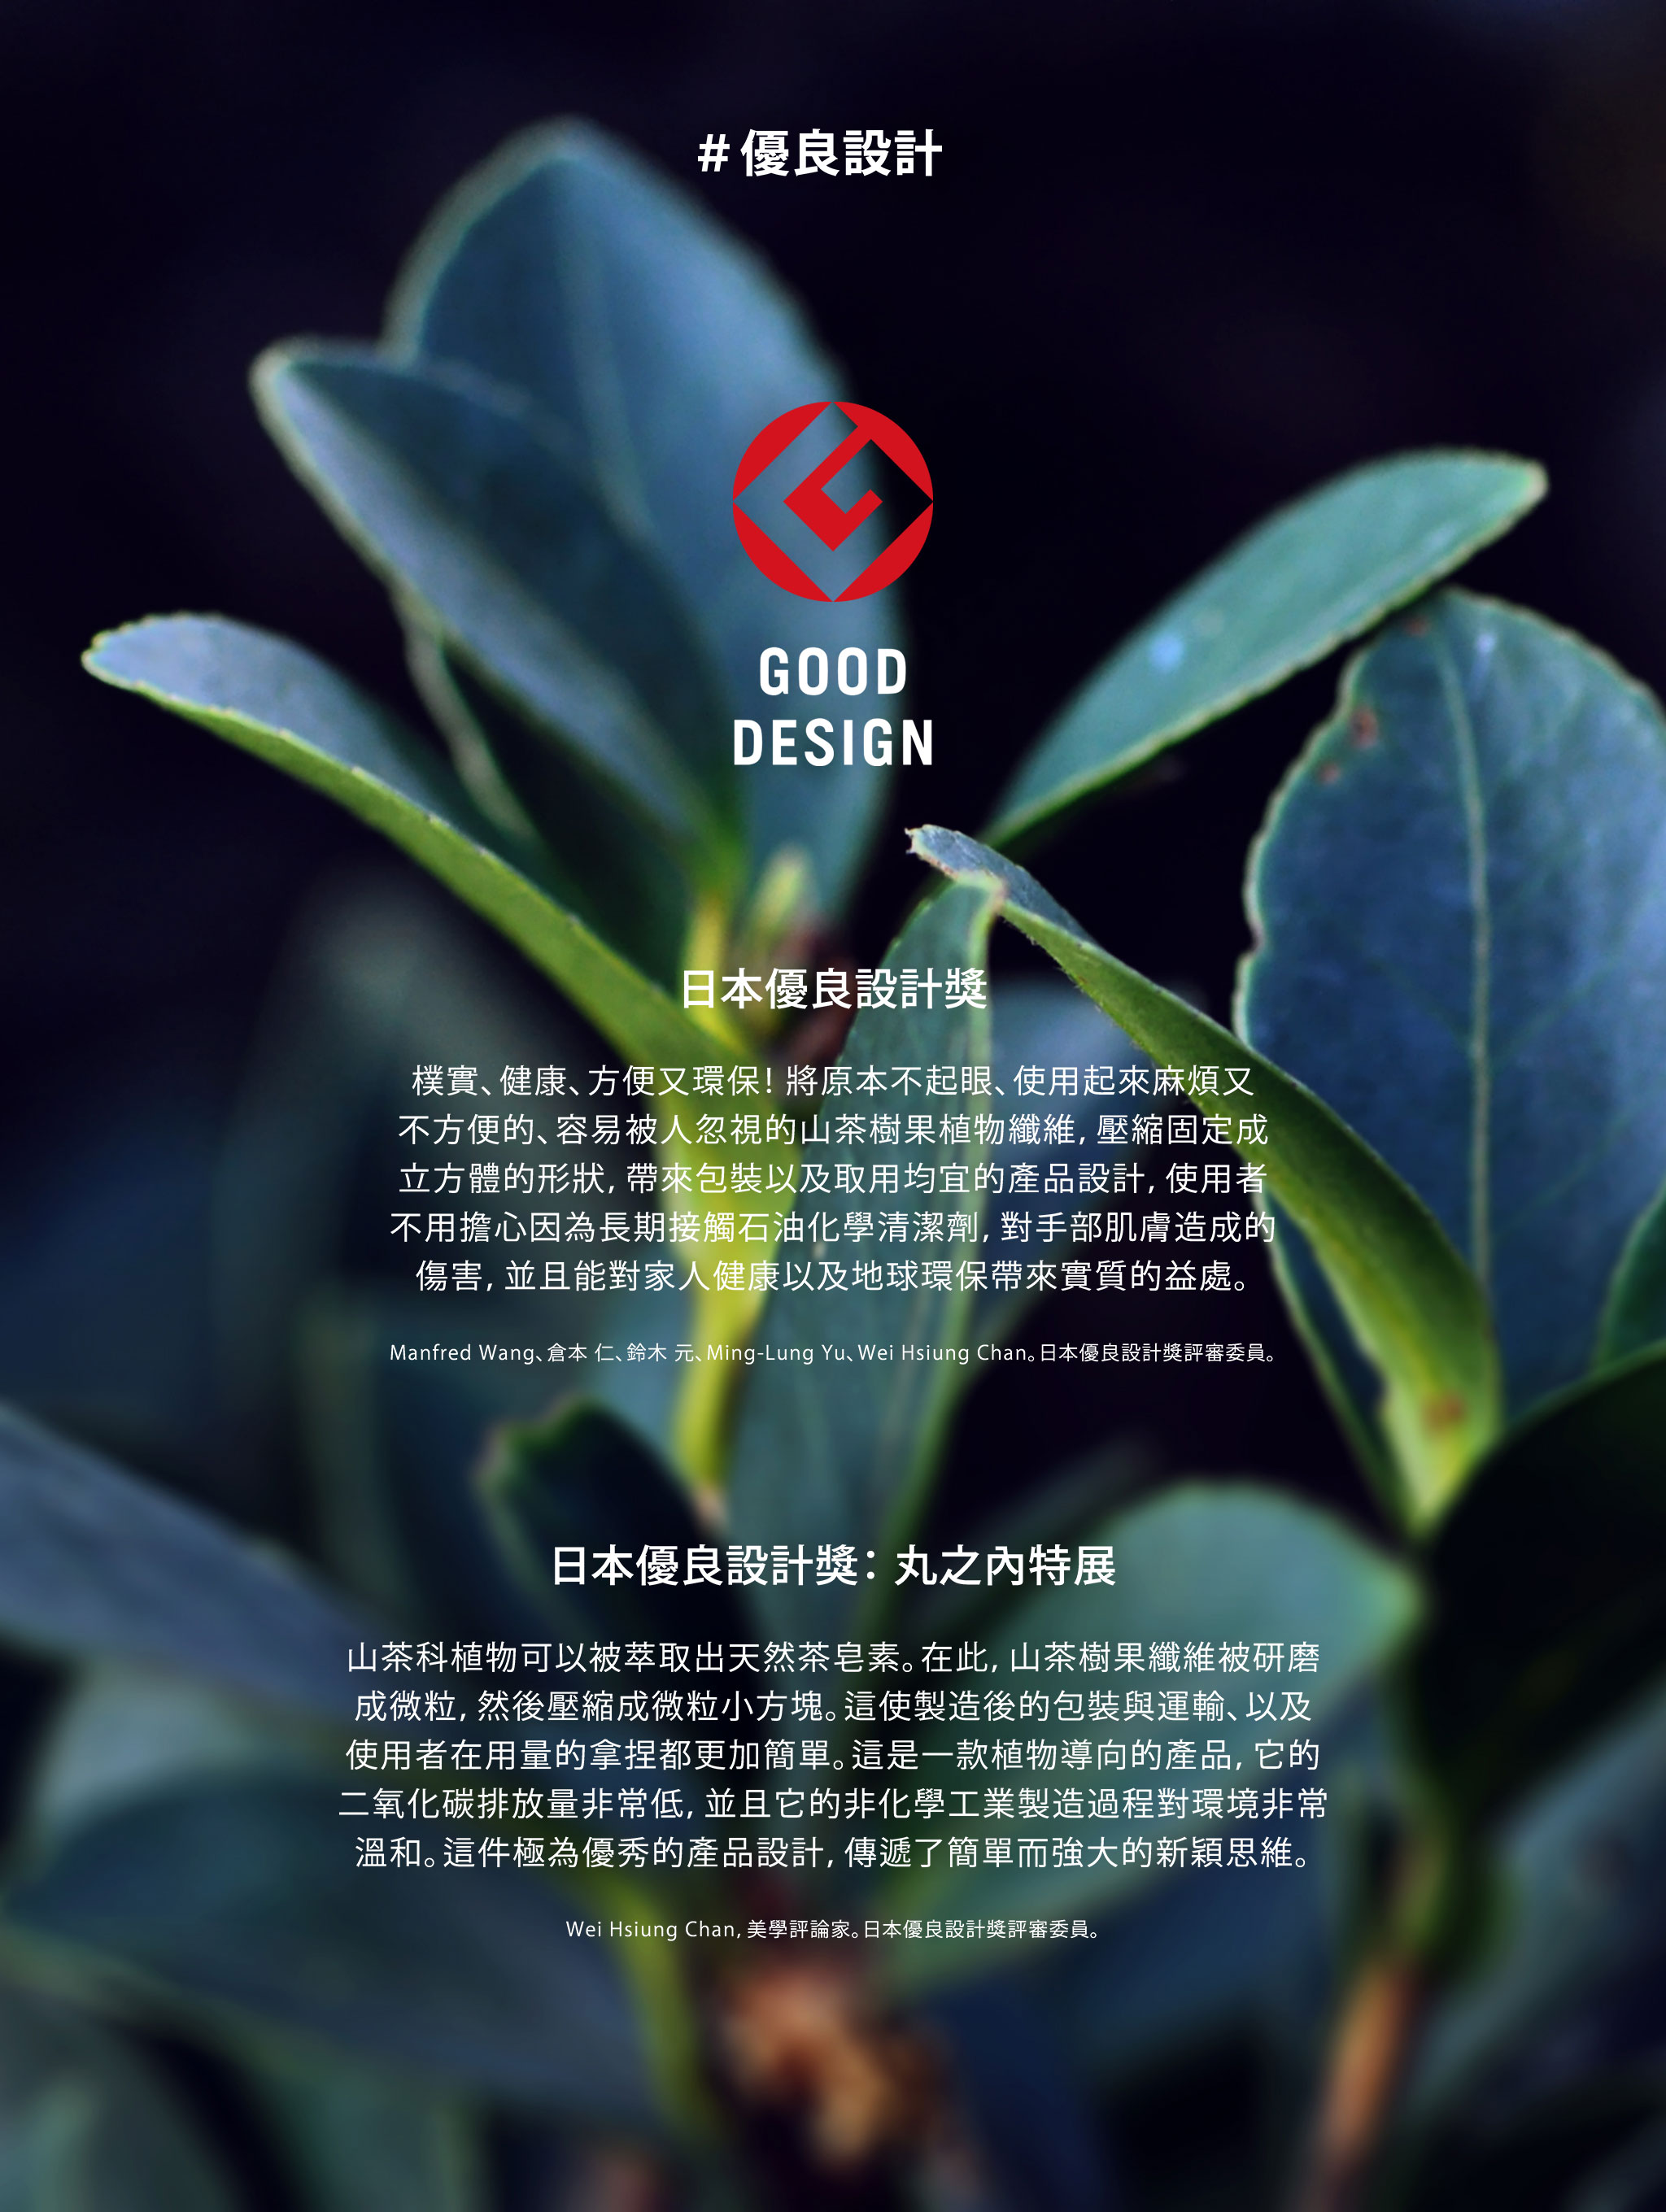 #優良設計
GOOD
DESIGN
日本優良設計獎
樸實、健康、方便又環保！將原本不起眼、使用起來麻煩又
不方便的、容易被人忽視的山茶樹果植物纖維，壓縮固定成
立方體的形狀，帶來包裝以及取用均宜的產品設計，使用者
不用擔心因為長期接觸石油化學清潔劑，對手部肌膚造成的
傷害，並且能對家人健康以及地球環保帶來實質的益處。
Manfred Wang、倉本 仁、鈴木 元、Ming-Lung Yu、Wei Hsiung Chan。日本優良設計獎評審委員。
日本優良設計獎：丸之內特展
山茶科植物可以被萃取出天然茶皂素。在此，山茶樹果纖維被研磨
成微粒，然後壓縮成微粒小方塊。這使製造後的包裝與運輸、以及
使用者在用量的拿捏都更加簡單。這是一款植物導向的產品，它的
二氧化碳排放量非常低，並且它的非化學工業製造過程對環境非常
溫和。這件極為優秀的產品設計，傳遞了簡單而強大的新穎思維。
Wei Hsiung Chan，美學評論家。日本優良設計獎評審委員。